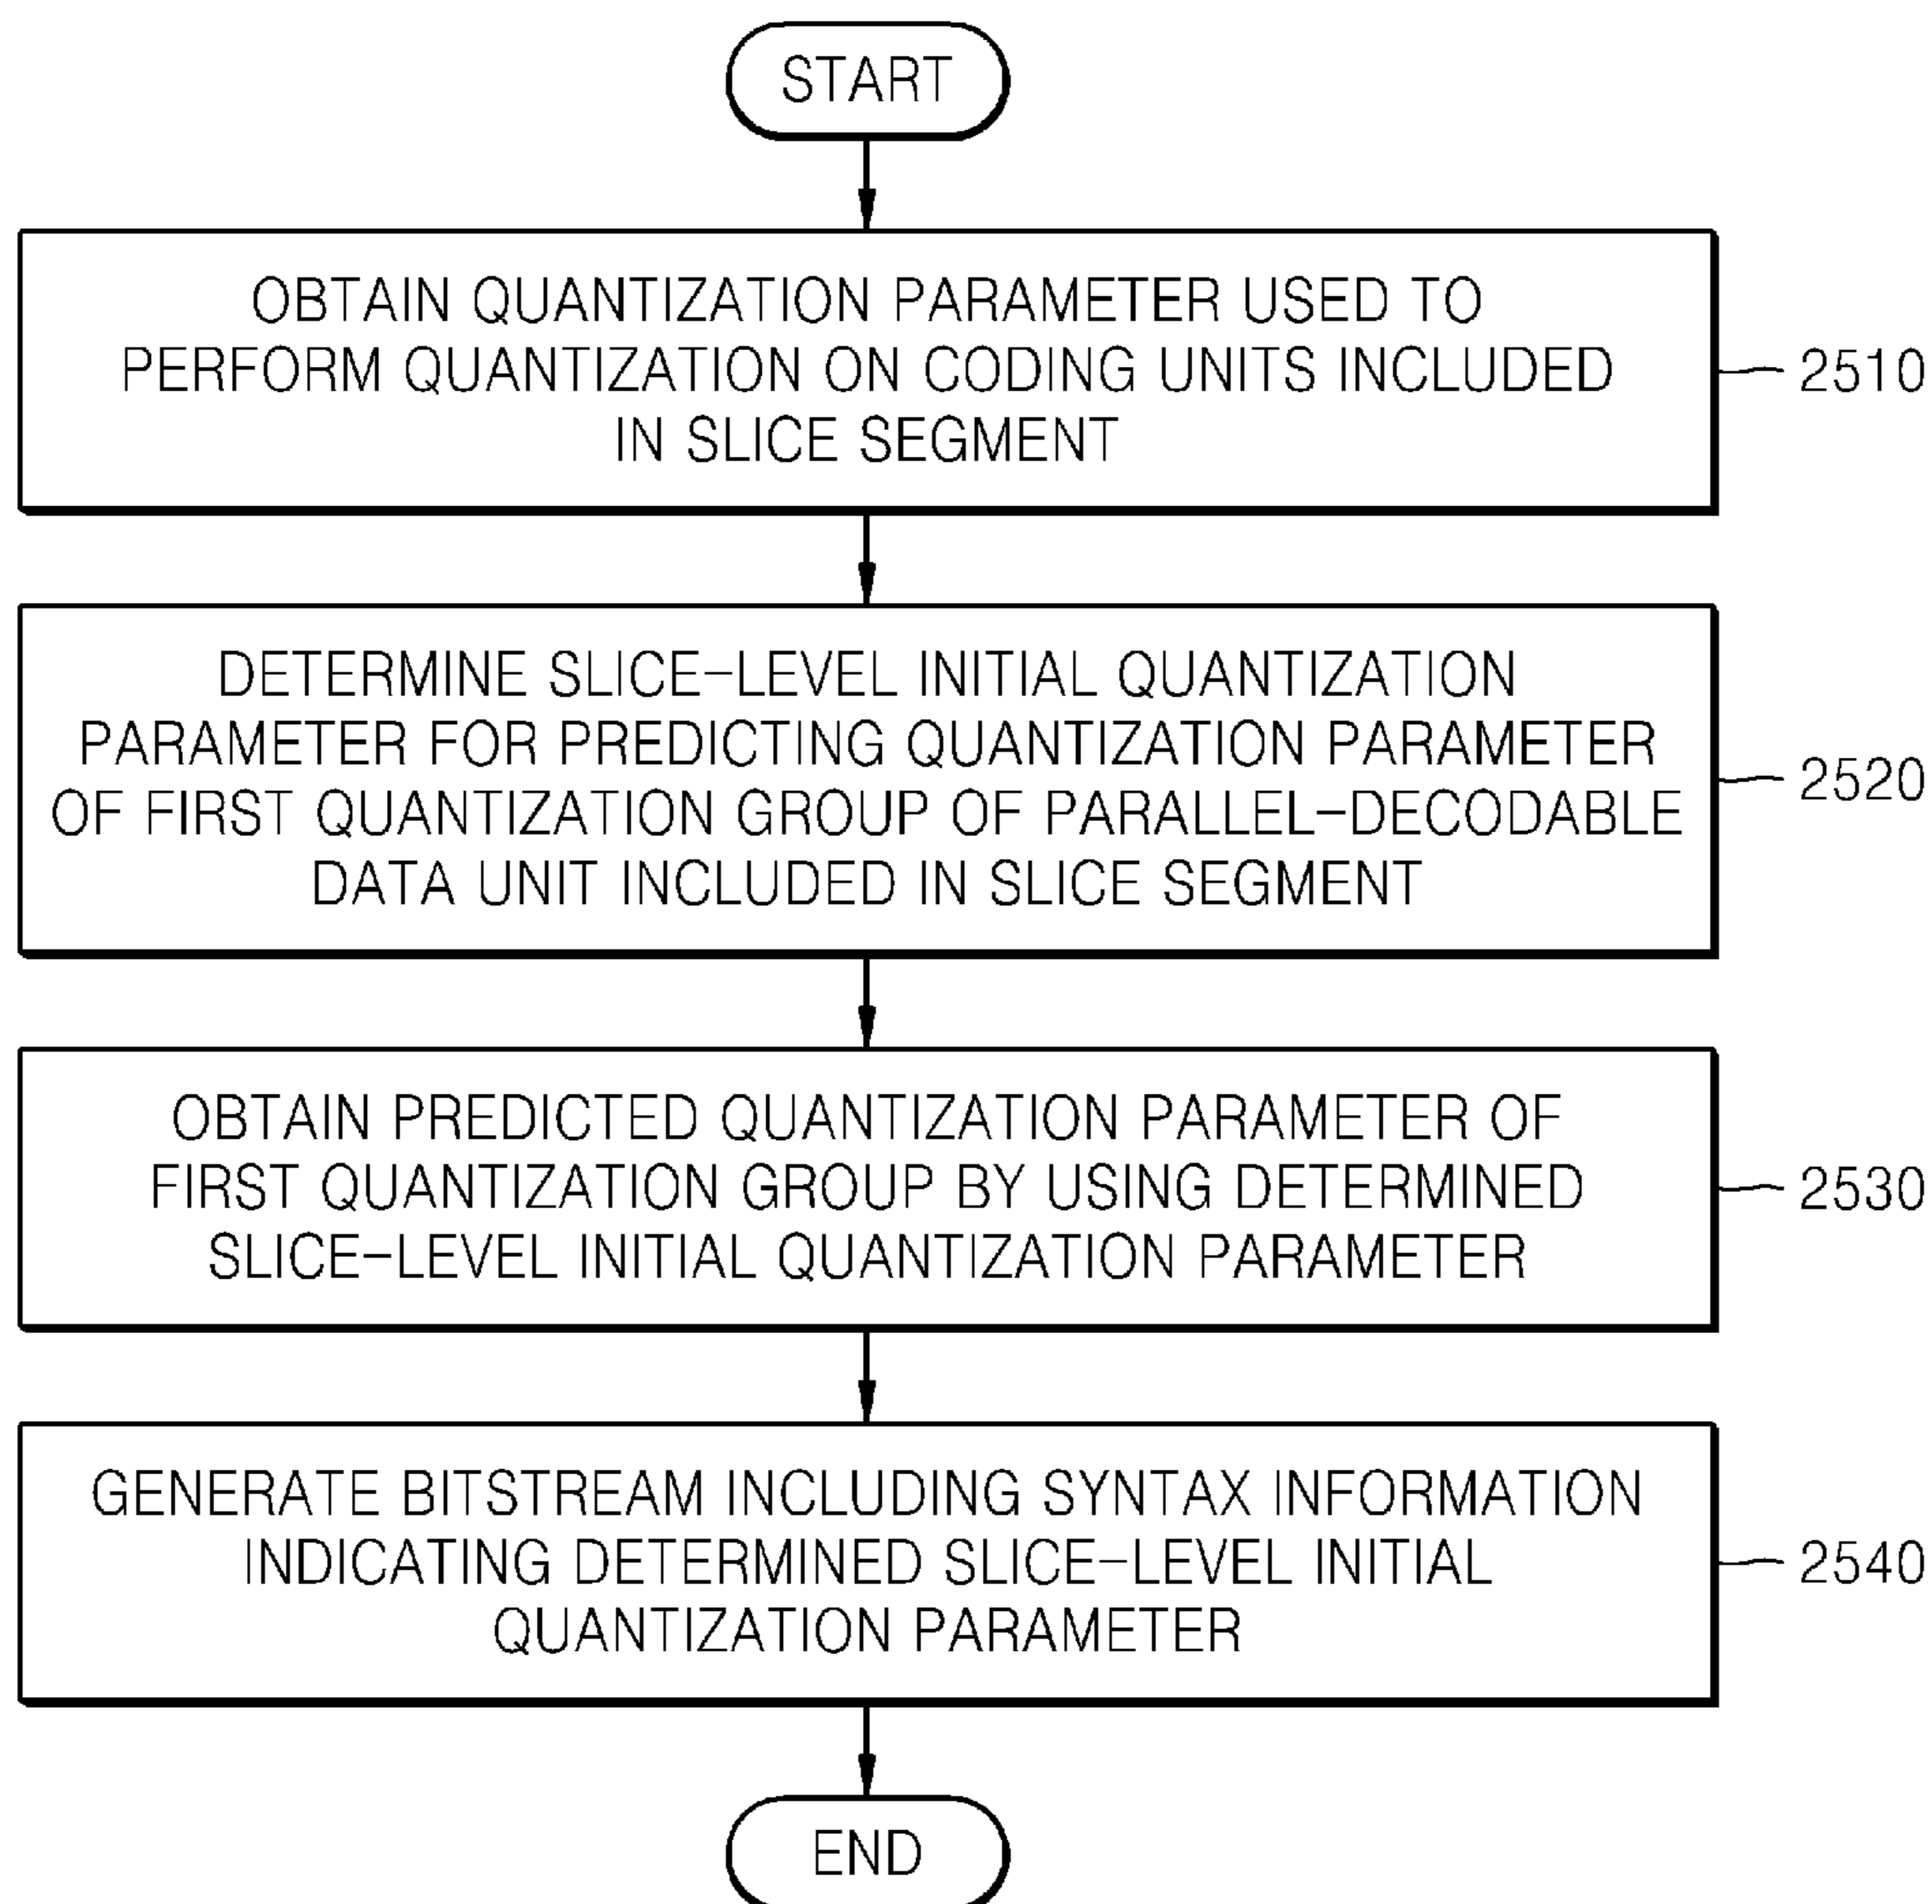 START
OBTAIN QUANTIZATION PARAMETER USED TO
PERFORM QUANTIZATION ON CODING UNITS INCLUDED
IN SLICE SEGMENT
2510
DETERMINE SLICE-LEVEL INITIAL QUANTIZATION
PARAMETER FOR PREDICTING QUANTIZATION PARAMETER
OF FIRST QUANTIZATION GROUP OF PARALLEL-DECODABLE
DATA UNIT INCLUDED IN SLICE SEGMENT
2520
OBTAIN PREDICTED QUANTIZATION PARAMETER OF
FIRST QUANTIZATION GROUP BY USING DETERMINED
SLICE-LEVEL INITIAL QUANTIZATION PARAMETER
2530
GENERATE BITSTREAM INCLUDING SYNTAX INFORMATION
INDICATING DETERMINED SLICE-LEVEL INITIAL
QUANTIZATION PARAMETER
2540
END